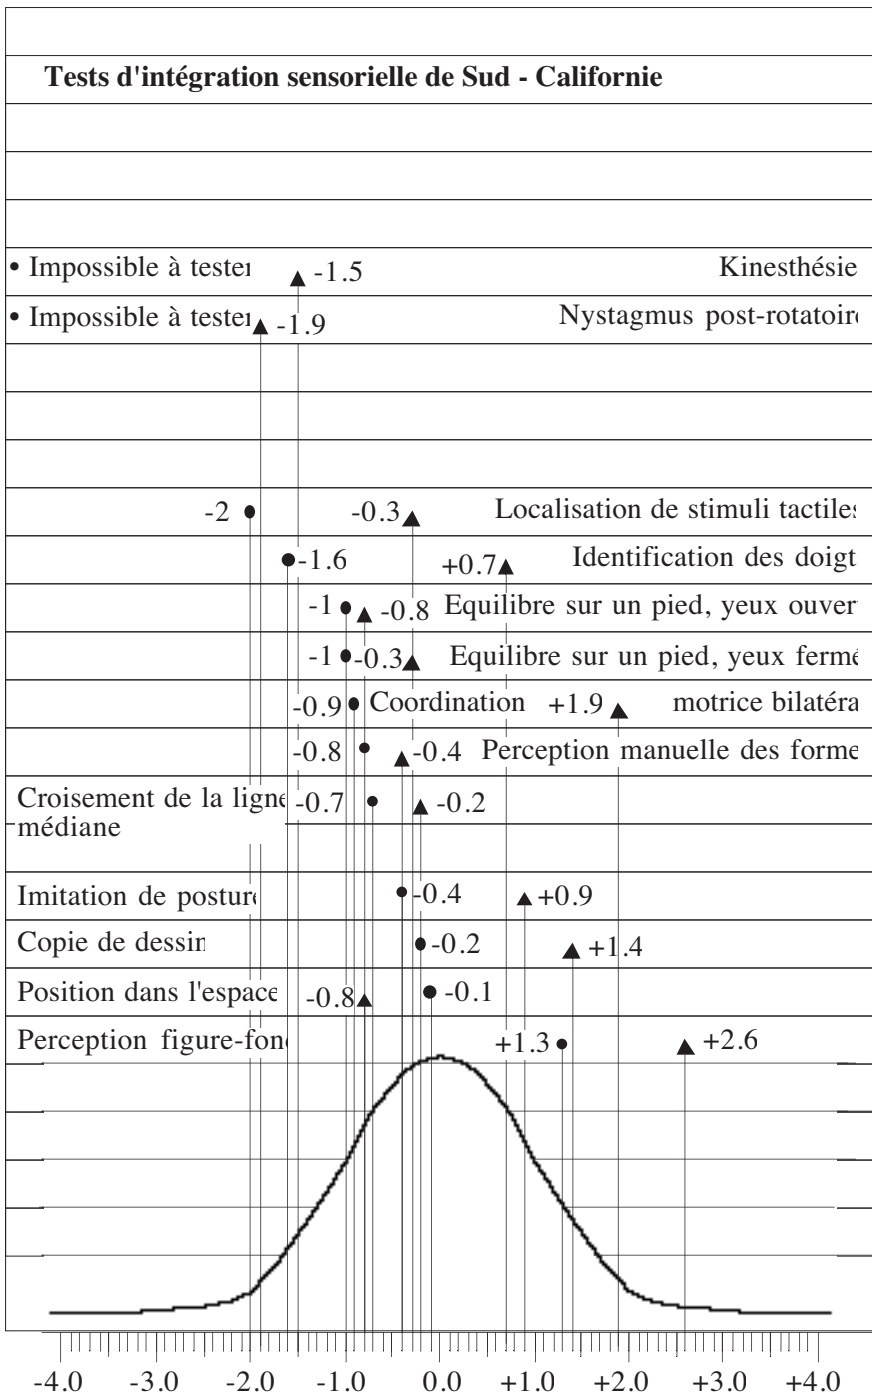 Tests d'intégration sensorielle de Sud - Californie
• Impossible à tester -1.5 Kinesthésie
• Impossible à tester -1.9 Nystagmus post-rotatoire
-2 -0.3 Localisation de stimuli tactiles
-1.6 +0.7 Identification des doigt
-1 -0.8 Equilibre sur un pied, yeux ouver
-1 -0.3 Equilibre sur un pied, yeux fermé
-0.9 Coordination +1.9 motrice bilatéra
-0.8 -0.4 Perception manuelle des forme
Croisement de la ligne -0.7 -0.2
médiane
Imitation de posture -0.4 +0.9
Copie de dessin -0.2 +1.4
Position dans l'espace -0.8 -0.1
Perception figure-fond +1.3 +2.6
-4.0 -3.0 -2.0 -1.0 0.0 +1.0 +2.0 +3.0 +4.0